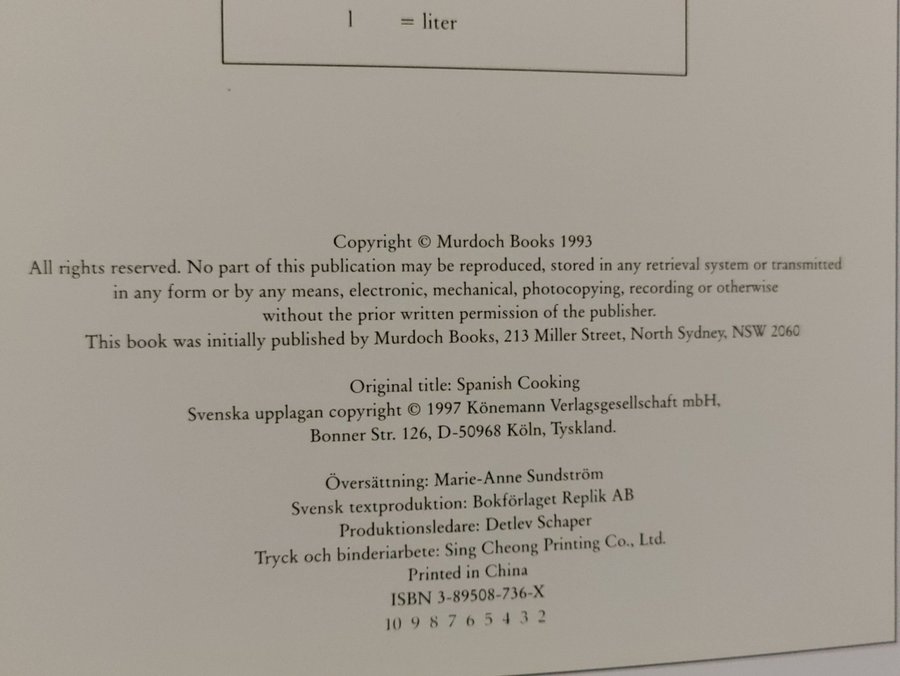 l = liter
Copyright © Murdoch Books 1993
All rights reserved. No part of this publication may be reproduced, stored in any retrieval system or transmitted
in any form or by any means, electronic, mechanical, photocopying, recording or otherwise
without the prior written permission of the publisher.
This book was initially published by Murdoch Books, 213 Miller Street, North Sydney, NSW 2060
Original title: Spanish Cooking
Svenska upplagan copyright © 1997 Könemann Verlagsgesellschaft mbH,
Bonner Str. 126, D-50968 Köln, Tyskland.
Översättning: Marie-Anne Sundström
Svensk textproduktion: Bokförlaget Replik AB
Produktionsledare: Detlev Schaper
Tryck och binderiarbete: Sing Cheong Printing Co., Ltd.
Printed in China
ISBN 3-89508-736-X
10 9 8 7 6 5 4 3 2